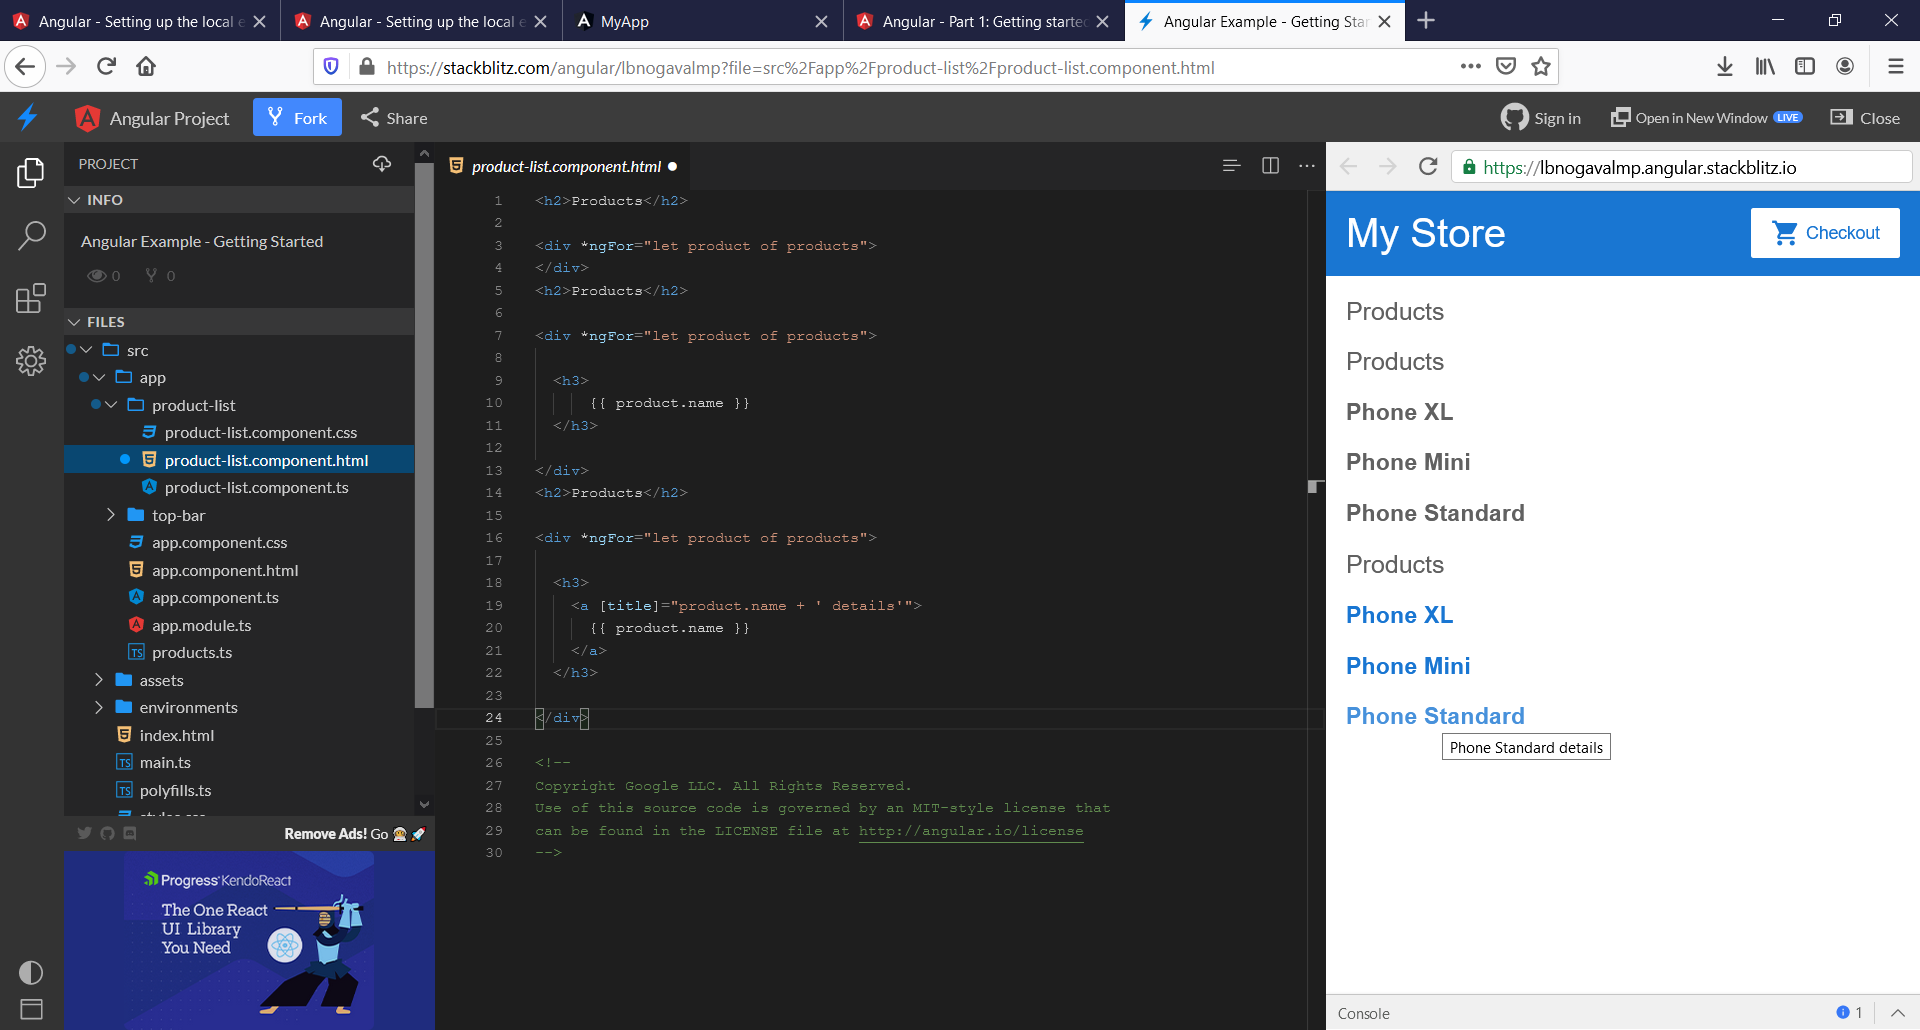 Angular - Setting up the local e
Angular - Setting up the local e
MyApp
Angular - Part 1: Getting started
Angular Example - Getting Star
https://stackblitz.com/angular/lbnogavalmp?file=src%2Fapp%2Fproduct-list%2Fproduct-list.component.html
Angular Project
Fork
Share
Sign in
Open in New Window LIVE
Close
PROJECT
INFO
Angular Example - Getting Started
0 0
FILES
src
app
product-list
product-list.component.css
product-list.component.html
product-list.component.ts
top-bar
app.component.css
app.component.html
app.component.ts
app.module.ts
TS products.ts
assets
environments
index.html
TS main.ts
TS polyfills.ts
Remove Ads! Go
Progress KendoReact
The One React
UI Library
You Need
product-list.component.html
1 <h2>Products</h2>
2
3 <div *ngFor="let product of products">
4 </div>
5 <h2>Products</h2>
6
7 <div *ngFor="let product of products">
8
9 <h3>
10 {{ product.name }}
11 </h3>
12
13 </div>
14 <h2>Products</h2>
15
16 <div *ngFor="let product of products">
17
18 <h3>
19 <a [title]="product.name + ' details'">
20 {{ product.name }}
21 </a>
22 </h3>
23
24 </div>
25
26 <!--
27 Copyright Google LLC. All Rights Reserved.
28 Use of this source code is governed by an MIT-style license that
29 can be found in the LICENSE file at http://angular.io/license
30 -->
https://lbnogavalmp.angular.stackblitz.io
My Store
Checkout
Products
Products
Phone XL
Phone Mini
Phone Standard
Products
Phone XL
Phone Mini
Phone Standard
Phone Standard details
Console
1